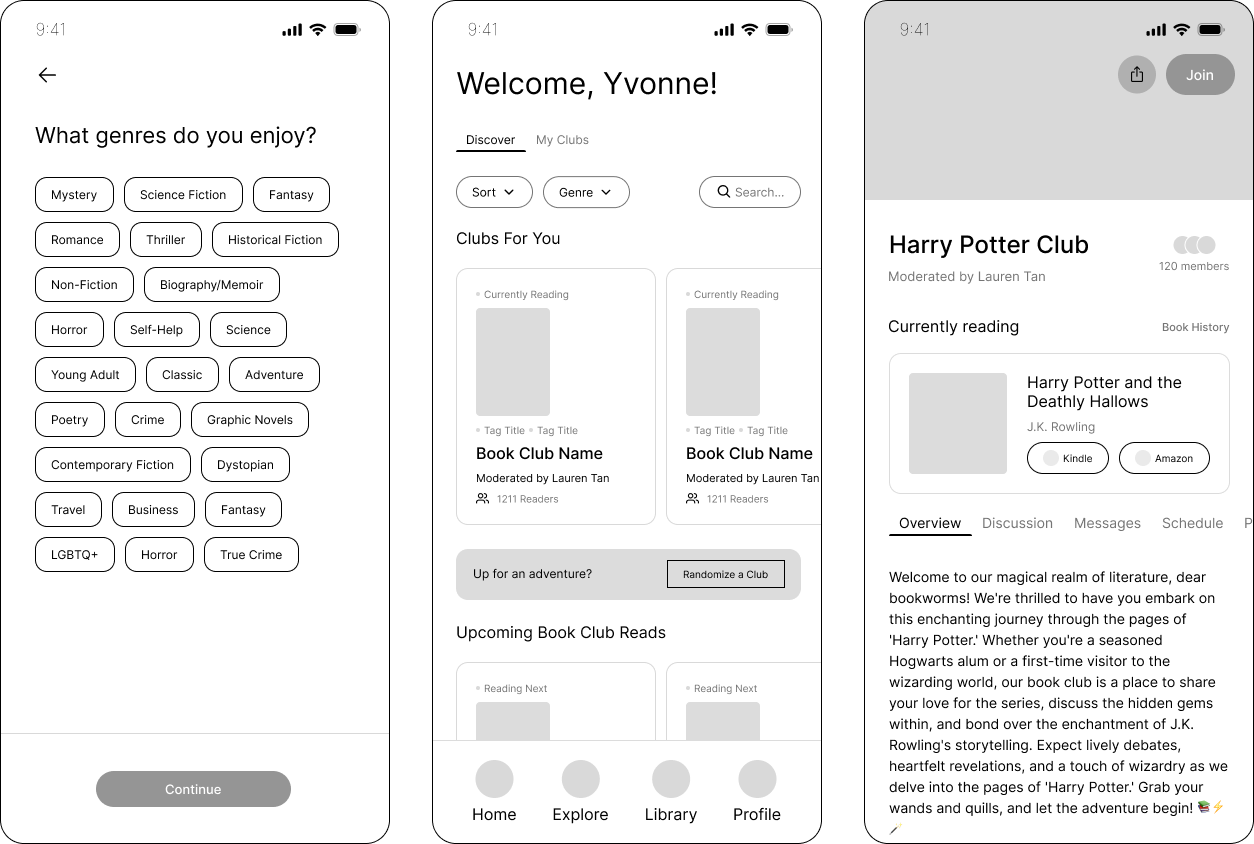 9:41
What genres do you enjoy?
Mystery Science Fiction Fantasy
Romance Thriller Historical Fiction
Non-Fiction Biography/Memoir
Horror Self-Help Science
Young Adult Classic Adventure
Poetry Crime Graphic Novels
Contemporary Fiction Dystopian
Travel Business Fantasy
LGBTQ+ Horror True Crime
Continue
9:41
Welcome, Yvonne!
Discover My Clubs
Sort Genre Search...
Clubs For You
Currently Reading Currently Reading
Tag Title Tag Title Tag Title Tag Title
Book Club Name Book Club Name
Moderated by Lauren Tan Moderated by Lauren Tan
1211 Readers 1211 Readers
Up for an adventure? Randomize a Club
Upcoming Book Club Reads
Reading Next Reading Next
Home Explore Library Profile
9:41
Join
Harry Potter Club
120 members
Moderated by Lauren Tan
Currently reading Book History
Harry Potter and the
Deathly Hallows
J.K. Rowling
Kindle Amazon
Overview Discussion Messages Schedule P
Welcome to our magical realm of literature, dear
bookworms! We're thrilled to have you embark on
this enchanting journey through the pages of
'Harry Potter.' Whether you're a seasoned
Hogwarts alum or a first-time visitor to the
wizarding world, our book club is a place to share
your love for the series, discuss the hidden gems
within, and bond over the enchantment of J.K.
Rowling's storytelling. Expect lively debates,
heartfelt revelations, and a touch of wizardry as we
delve into the pages of 'Harry Potter.' Grab your
wands and quills, and let the adventure begin! 📚⚡
🪄